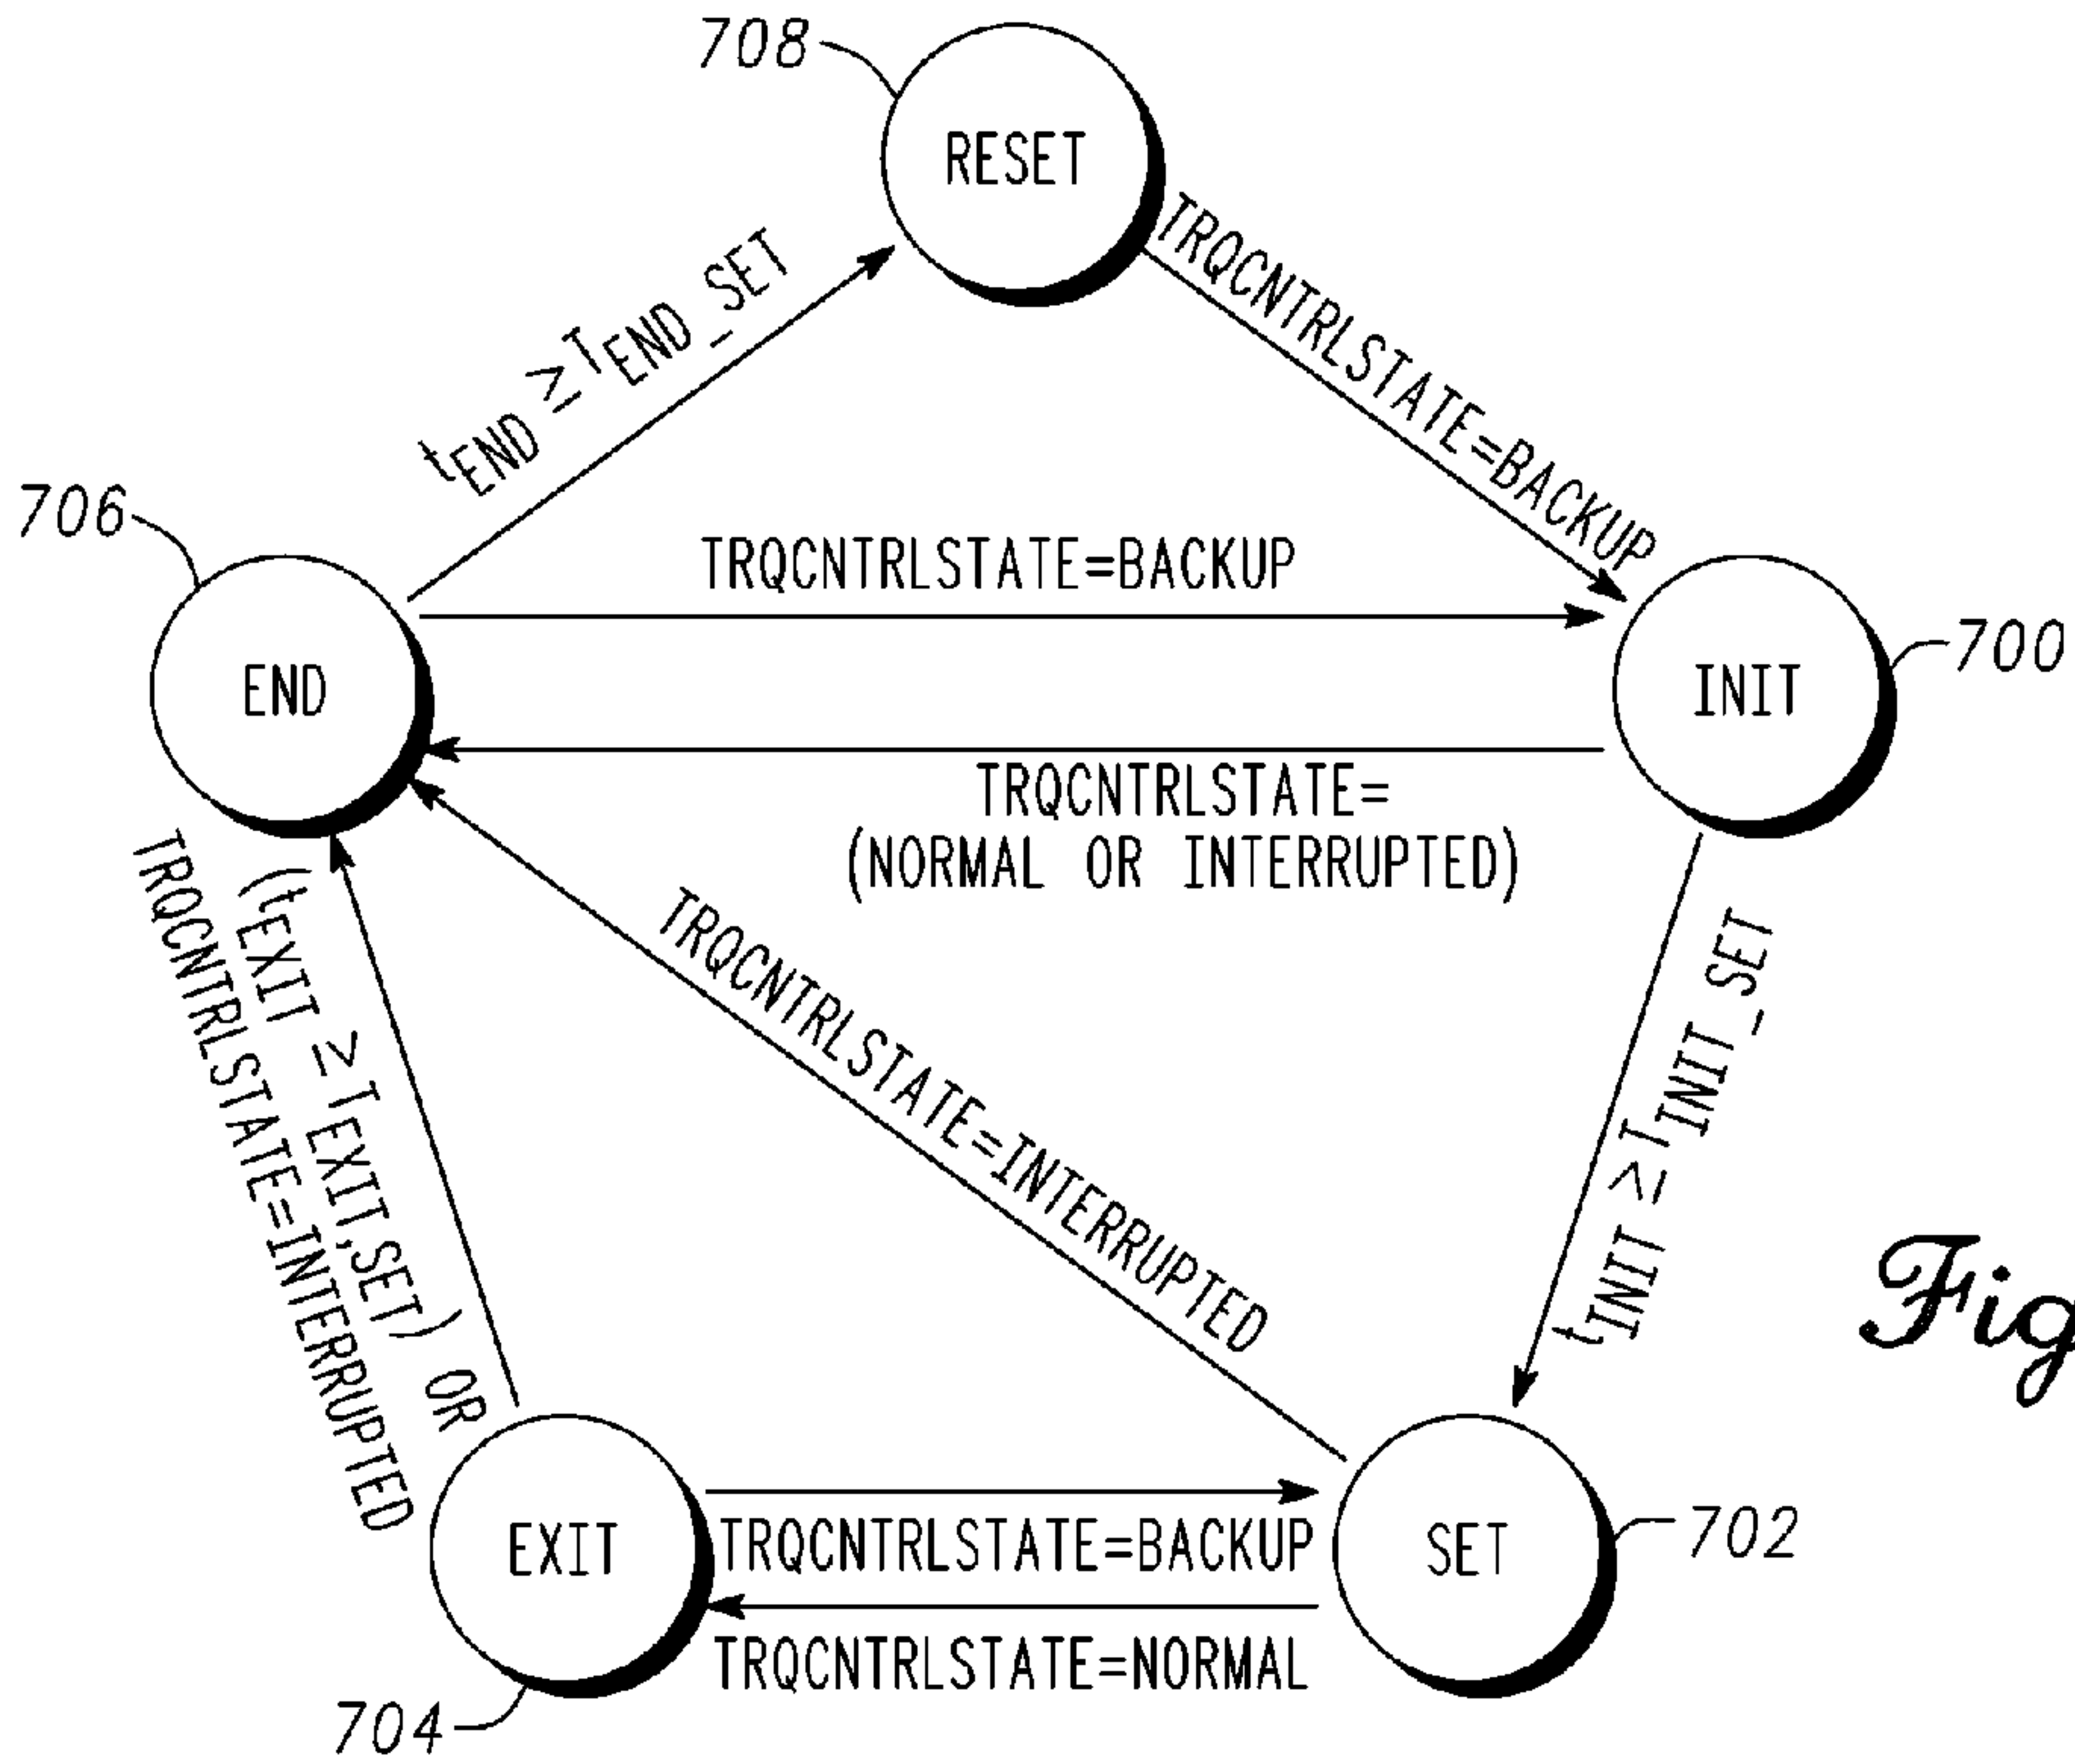 708
RESET
TRQCNTRLSTATE=BACKUP
tEND ≥TEND_SET
706
TRQCNTRLSTATE=BACKUP
END
INIT
700
TRQCNTRLSTATE=
(NORMAL OR INTERRUPTED)
TRQCNTRLSTATE=INTERRUPTED
tINIT ≥TINIT_SET
(tEXIT ≥TEXIT,SET) OR
TRQCNTRLSTATE=INTERRUPTED
Fig
EXIT
TRQCNTRLSTATE=BACKUP
SET
702
TRQCNTRLSTATE=NORMAL
704